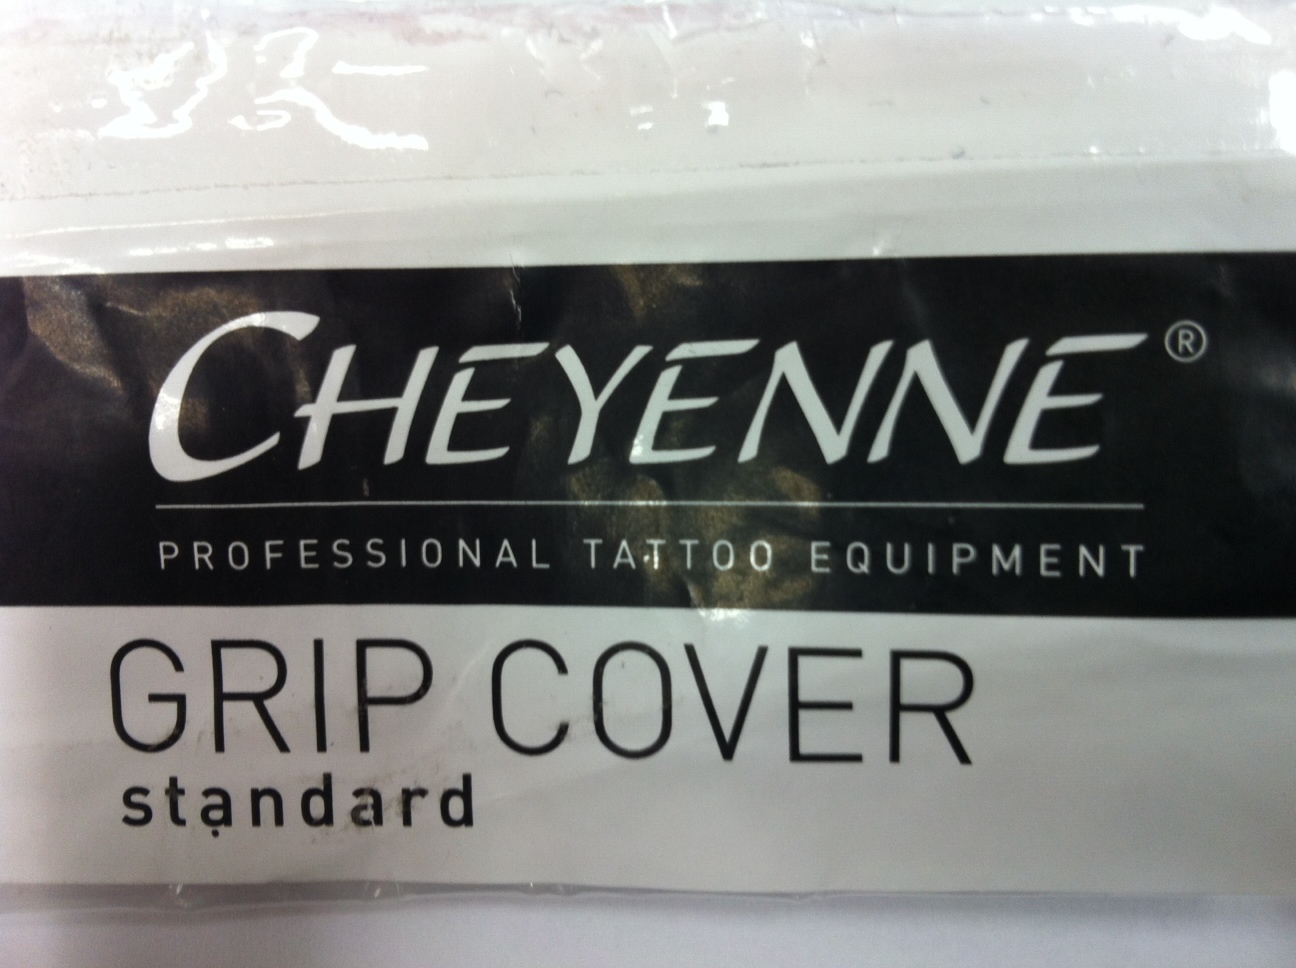 CHEYENNE®
PROFESSIONAL TATTOO EQUIPMENT
GRIP COVER
standard